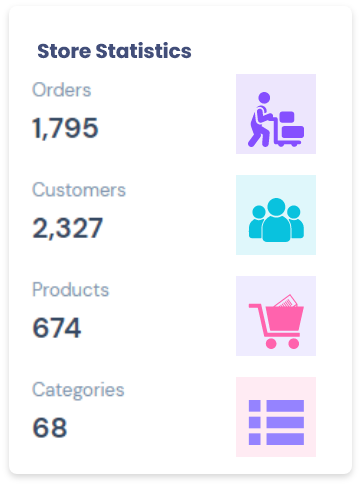 Store Statistics
Orders
1,795
Customers
2,327
Products
674
Categories
68